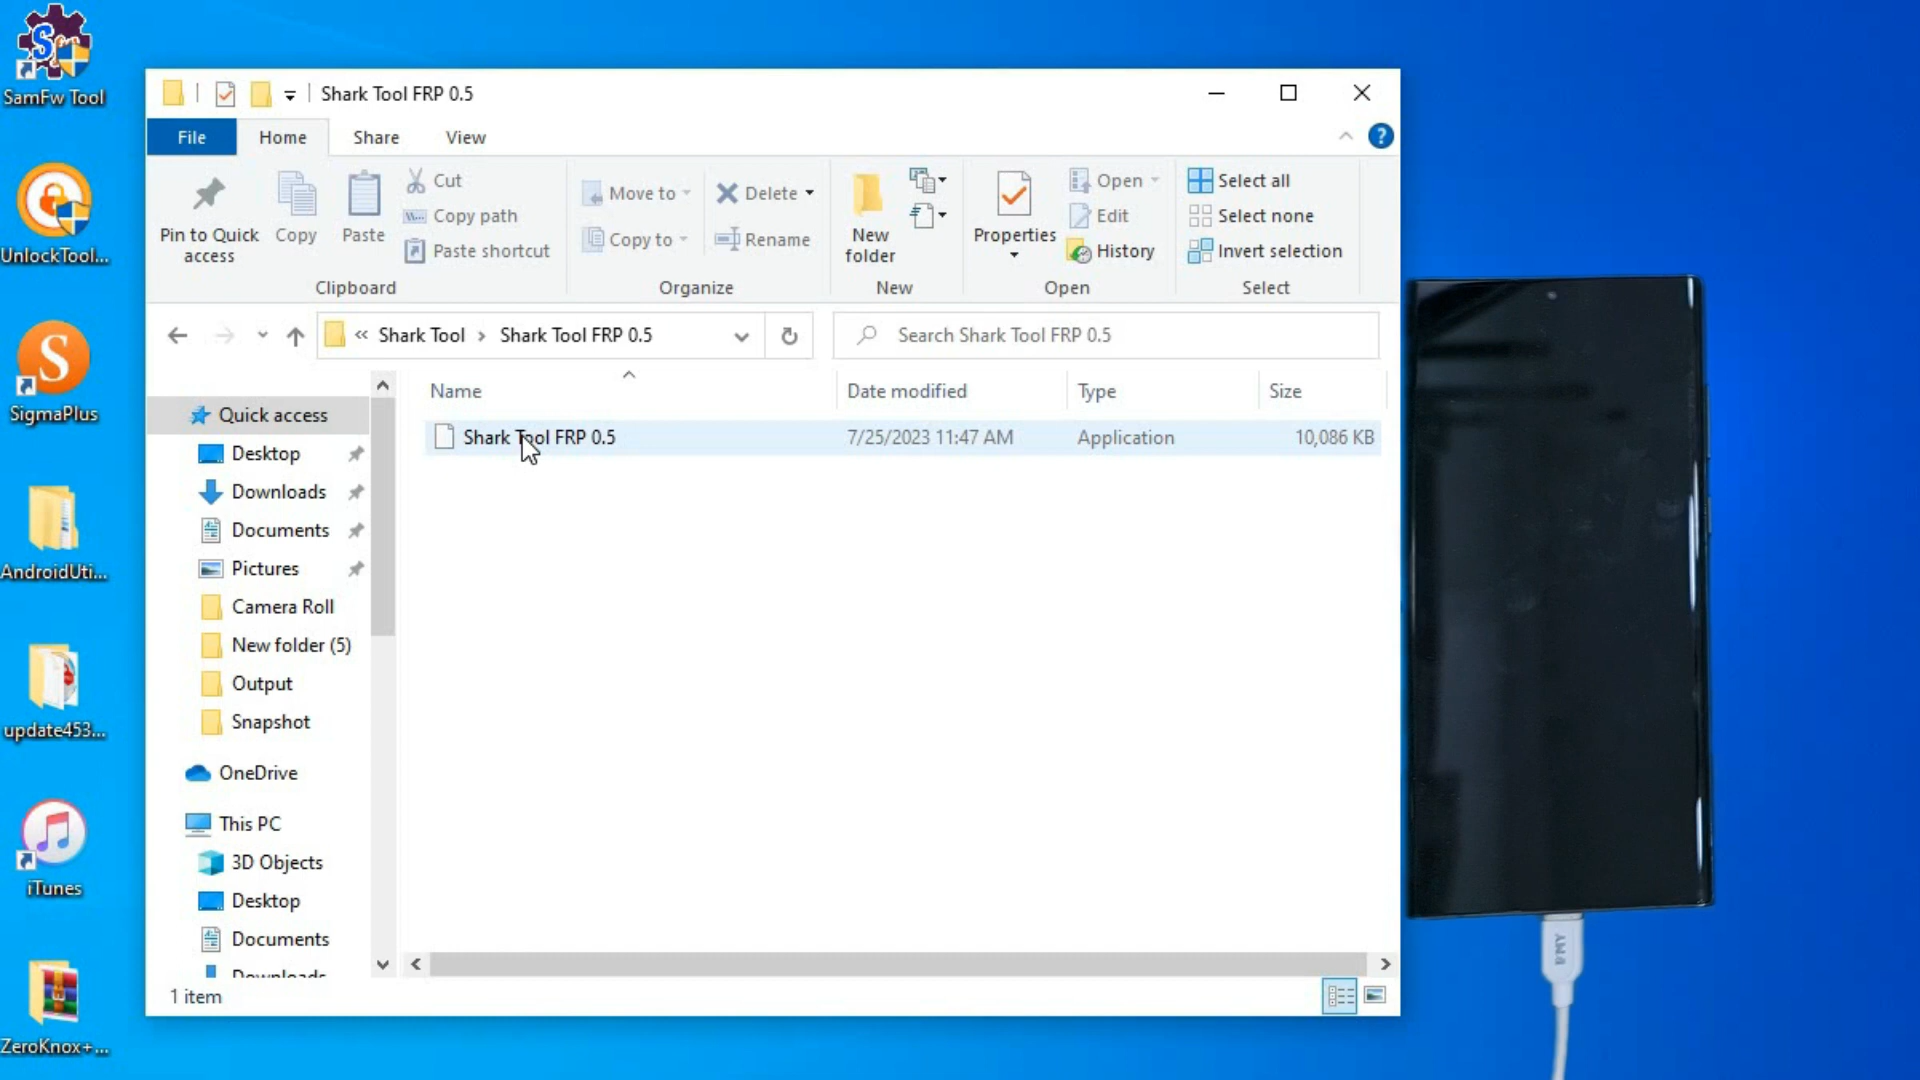 SamFw Tool
UnlockTool...
SigmaPlus
AndroidUti...
update453...
iTunes
ZeroKnox+...
Shark Tool FRP 0.5
File
Home
Share
View
Pin to Quick access
Copy
Paste
Cut
Copy path
Paste shortcut
Clipboard
Move to
Copy to
Delete
Rename
Organize
New folder
New
Properties
Open
Edit
History
Open
Select all
Select none
Invert selection
Select
« Shark Tool > Shark Tool FRP 0.5
Search Shark Tool FRP 0.5
Name
Date modified
Type
Size
Shark Tool FRP 0.5
7/25/2023 11:47 AM
Application
10,086 KB
Quick access
Desktop
Downloads
Documents
Pictures
Camera Roll
New folder (5)
Output
Snapshot
OneDrive
This PC
3D Objects
Desktop
Documents
Downloads
1 item